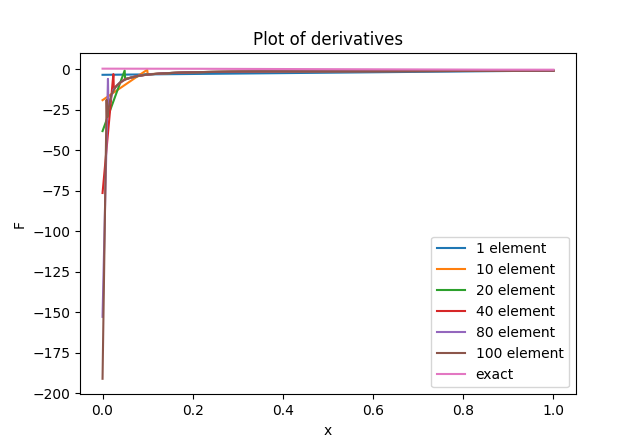 Plot of derivatives
0
−25
−50
−75
−100
−125
−150
−175
−200
F
0.0 0.2 0.4 0.6 0.8 1.0
x
1 element
10 element
20 element
40 element
80 element
100 element
exact